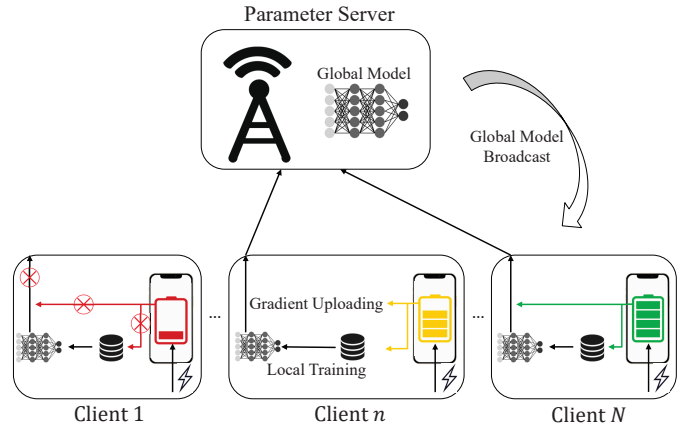 Parameter Server
Global Model
Global Model
Broadcast
...
...
Gradient Uploading
Local Training
Client 1
Client n
Client N